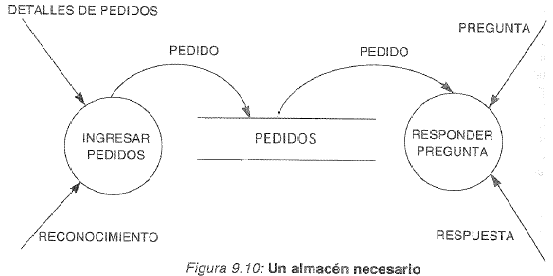 DETALLES DE PEDIDOS
PREGUNTA
PEDIDO
PEDIDO
INGRESAR
PEDIDOS
PEDIDOS
RESPONDER
PREGUNTA
RECONOCIMIENTO
RESPUESTA
Figura 9.10: Un almacén necesario